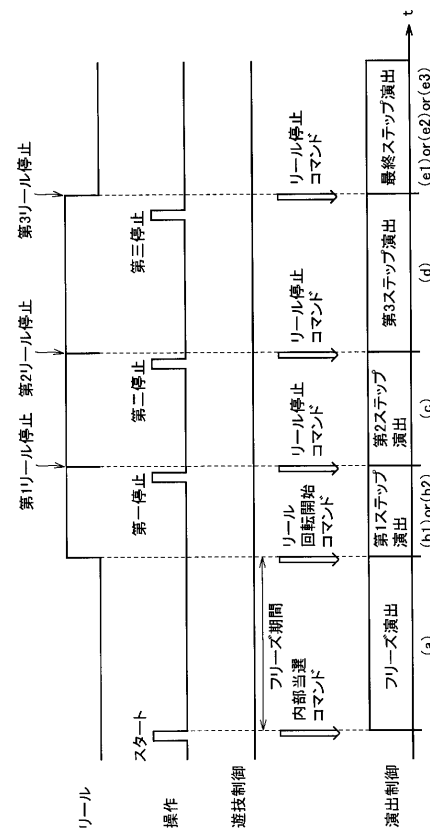 第1リール停止
第2リール停止
第3リール停止
リール
スタート
第一停止
第二停止
第三停止
操作
フリーズ期間
遊技制御
内部当選
コマンド
リール
回転開始
コマンド
リール停止
コマンド
リール停止
コマンド
リール停止
コマンド
演出制御
フリーズ演出
第1ステップ
演出
第2ステップ
演出
第3ステップ演出
最終ステップ演出
t
(a)
(b1)or(b2)
(c)
(d)
(e1)or(e2)or(e3)